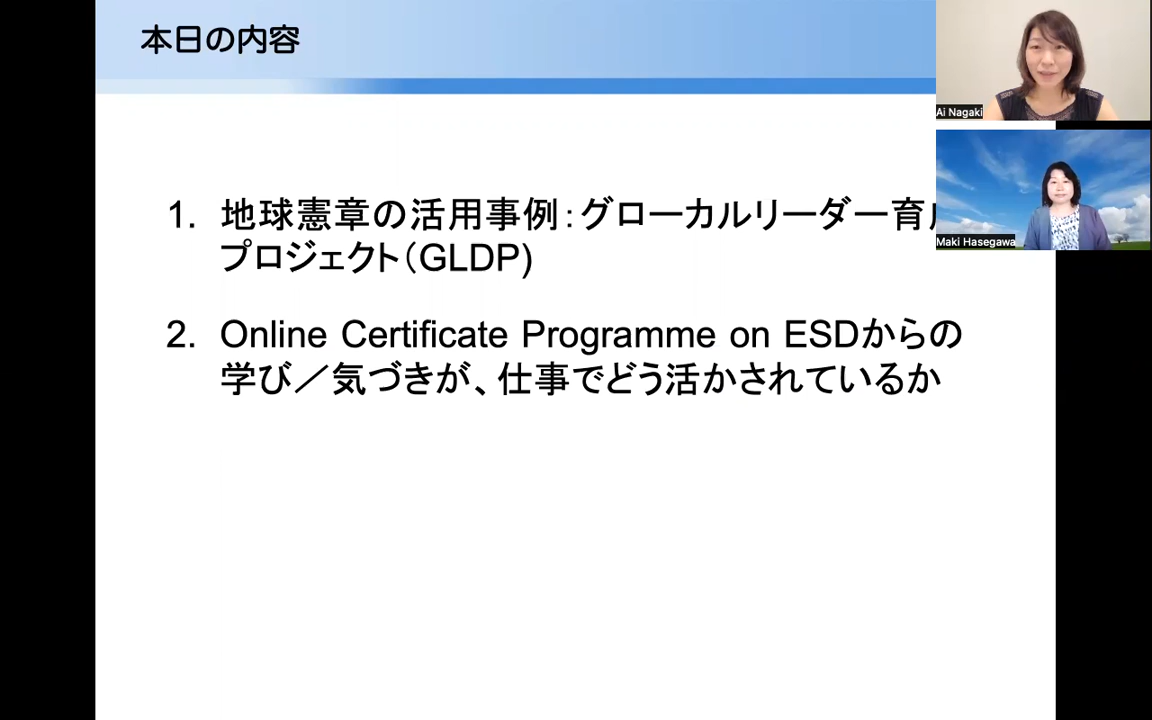 本日の内容
1. 地球憲章の活用事例：グローカルリーダー育
プロジェクト（GLDP)
2. Online Certificate Programme on ESDからの
学び／気づきが、仕事でどう活かされているか
Ai Nagaki
Maki Hasegawa